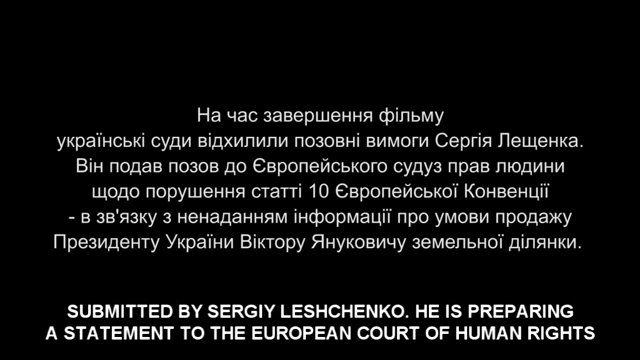 На час завершення фільму
українські суди відхилили позовні вимоги Сергія Лещенка.
Він подав позов до Європейського судуз прав людини
щодо порушення статті 10 Європейської Конвенції
- в зв'язку з ненаданням інформації про умови продажу
Президенту України Віктору Януковичу земельної ділянки.
SUBMITTED BY SERGIY LESHCHENKO. HE IS PREPARING
A STATEMENT TO THE EUROPEAN COURT OF HUMAN RIGHTS